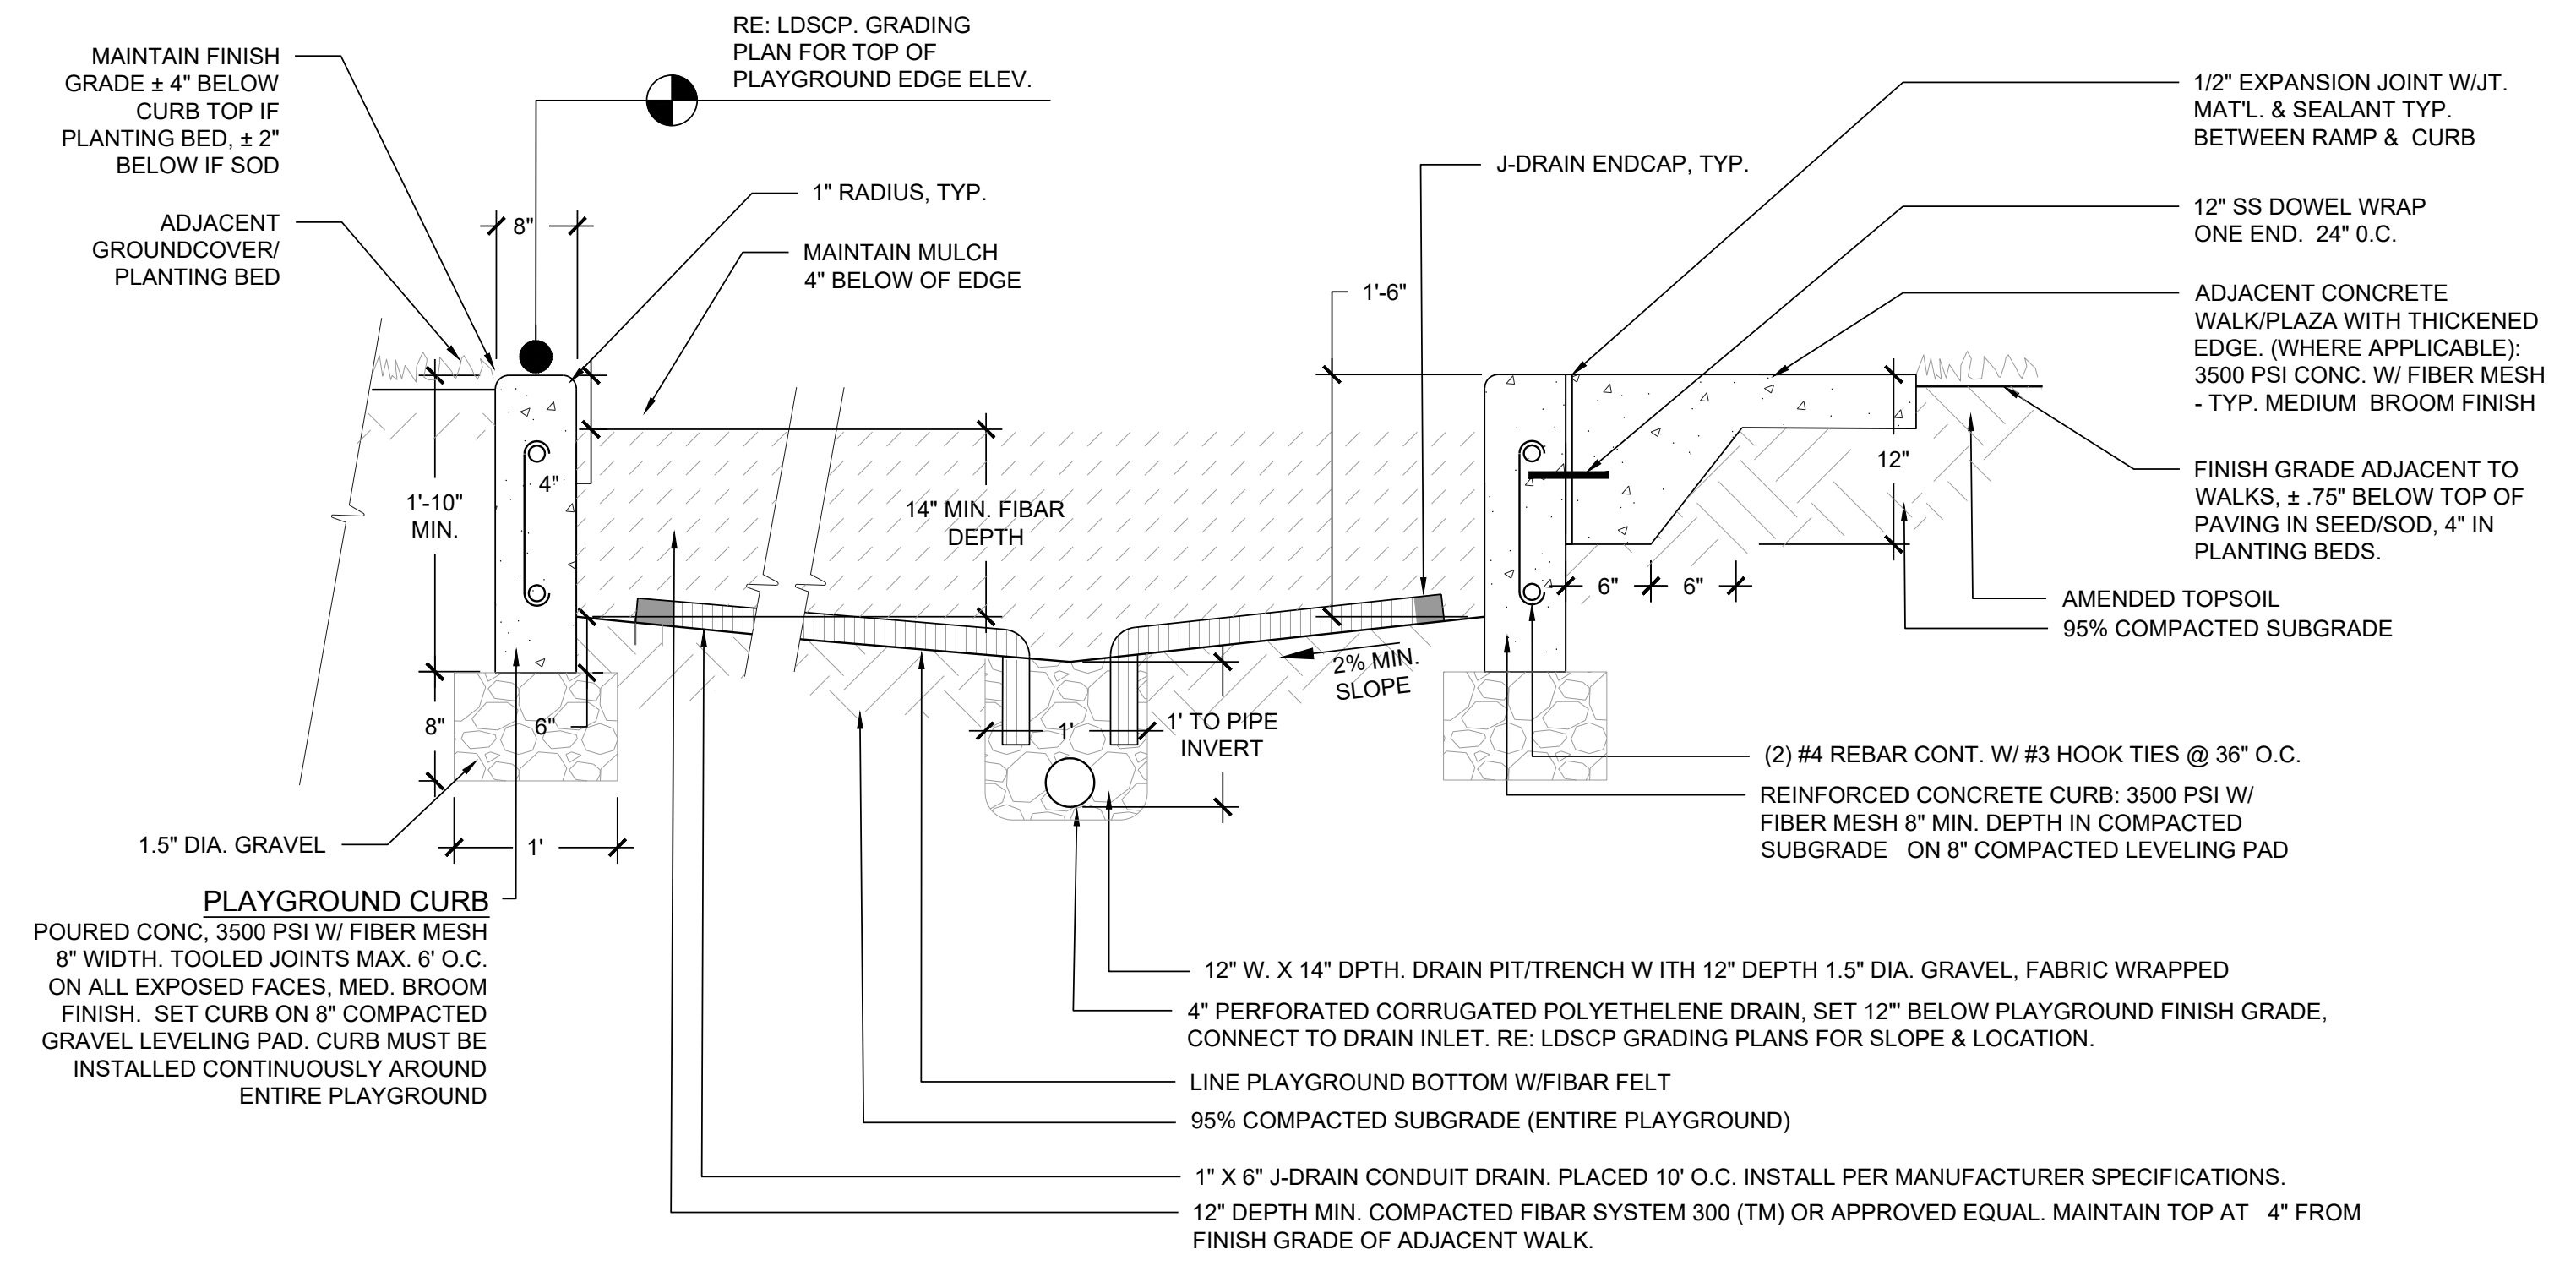 RE: LDSCP. GRADING
PLAN FOR TOP OF
PLAYGROUND EDGE ELEV.
MAINTAIN FINISH
GRADE ± 4" BELOW
CURB TOP IF
PLANTING BED, ± 2"
BELOW IF SOD
ADJACENT
GROUNDCOVER/
PLANTING BED
8"
1" RADIUS, TYP.
MAINTAIN MULCH
4" BELOW OF EDGE
J-DRAIN ENDCAP, TYP.
1'-6"
1/2" EXPANSION JOINT W/JT.
MAT'L. & SEALANT TYP.
BETWEEN RAMP &  CURB
12" SS DOWEL WRAP
ONE END.  24" 0.C.
ADJACENT CONCRETE
WALK/PLAZA WITH THICKENED
EDGE. (WHERE APPLICABLE):
3500 PSI CONC. W/ FIBER MESH
- TYP. MEDIUM  BROOM FINISH
FINISH GRADE ADJACENT TO
WALKS, ± .75" BELOW TOP OF
PAVING IN SEED/SOD, 4" IN
PLANTING BEDS.
AMENDED TOPSOIL
95% COMPACTED SUBGRADE
1'-10"
MIN.
4"
14" MIN. FIBAR
DEPTH
12"
6"
6"
2% MIN.
SLOPE
8"
6"
1'
1' TO PIPE
INVERT
1.5" DIA. GRAVEL
1'
(2) #4 REBAR CONT. W/ #3 HOOK TIES @ 36" O.C.
REINFORCED CONCRETE CURB: 3500 PSI W/
FIBER MESH 8" MIN. DEPTH IN COMPACTED
SUBGRADE   ON 8" COMPACTED LEVELING PAD
PLAYGROUND CURB
POURED CONC, 3500 PSI W/ FIBER MESH
8" WIDTH. TOOLED JOINTS MAX. 6' O.C.
ON ALL EXPOSED FACES, MED. BROOM
FINISH.  SET CURB ON 8" COMPACTED
GRAVEL LEVELING PAD. CURB MUST BE
INSTALLED CONTINUOUSLY AROUND
ENTIRE PLAYGROUND
12" W. X 14" DPTH. DRAIN PIT/TRENCH W ITH 12" DEPTH 1.5" DIA. GRAVEL, FABRIC WRAPPED
4" PERFORATED CORRUGATED POLYETHELENE DRAIN, SET 12"' BELOW PLAYGROUND FINISH GRADE,
CONNECT TO DRAIN INLET. RE: LDSCP GRADING PLANS FOR SLOPE & LOCATION.
LINE PLAYGROUND BOTTOM W/FIBAR FELT
95% COMPACTED SUBGRADE (ENTIRE PLAYGROUND)
1" X 6" J-DRAIN CONDUIT DRAIN. PLACED 10' O.C. INSTALL PER MANUFACTURER SPECIFICATIONS.
12" DEPTH MIN. COMPACTED FIBAR SYSTEM 300 (TM) OR APPROVED EQUAL. MAINTAIN TOP AT   4" FROM
FINISH GRADE OF ADJACENT WALK.